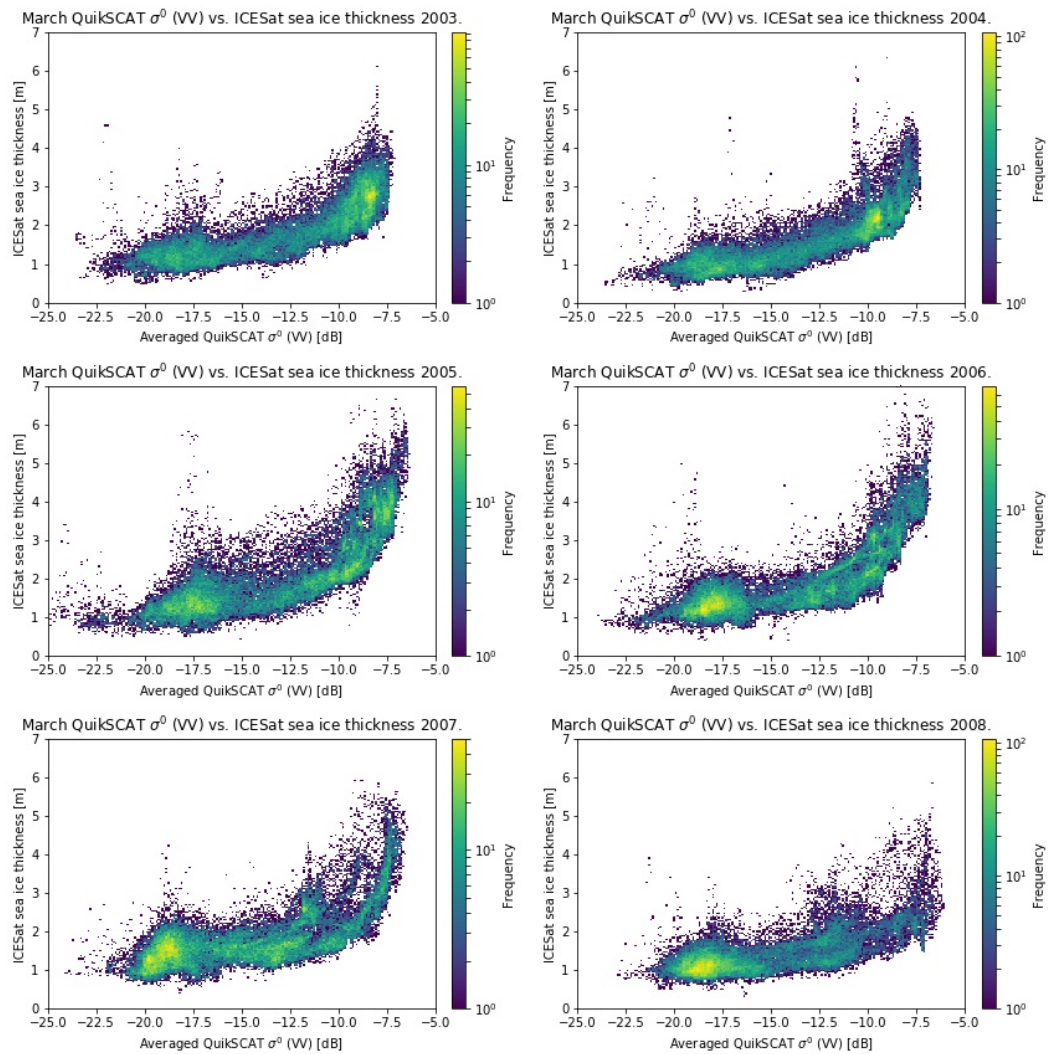 March QuikSCAT σ⁰ (VV) vs. ICESat sea ice thickness 2003.
7
6
5
4
3
2
1
0
ICESat sea ice thickness [m]
−25.0 −22.5 −20.0 −17.5 −15.0 −12.5 −10.0 −7.5 −5.0
Averaged QuikSCAT σ⁰ (VV) [dB]
10¹
10⁰
Frequency
March QuikSCAT σ⁰ (VV) vs. ICESat sea ice thickness 2004.
7
6
5
4
3
2
1
0
ICESat sea ice thickness [m]
−25.0 −22.5 −20.0 −17.5 −15.0 −12.5 −10.0 −7.5 −5.0
Averaged QuikSCAT σ⁰ (VV) [dB]
10²
10¹
10⁰
Frequency
March QuikSCAT σ⁰ (VV) vs. ICESat sea ice thickness 2005.
7
6
5
4
3
2
1
0
ICESat sea ice thickness [m]
−25.0 −22.5 −20.0 −17.5 −15.0 −12.5 −10.0 −7.5 −5.0
Averaged QuikSCAT σ⁰ (VV) [dB]
10¹
10⁰
Frequency
March QuikSCAT σ⁰ (VV) vs. ICESat sea ice thickness 2006.
7
6
5
4
3
2
1
0
ICESat sea ice thickness [m]
−25.0 −22.5 −20.0 −17.5 −15.0 −12.5 −10.0 −7.5 −5.0
Averaged QuikSCAT σ⁰ (VV) [dB]
10¹
10⁰
Frequency
March QuikSCAT σ⁰ (VV) vs. ICESat sea ice thickness 2007.
7
6
5
4
3
2
1
0
ICESat sea ice thickness [m]
−25.0 −22.5 −20.0 −17.5 −15.0 −12.5 −10.0 −7.5 −5.0
Averaged QuikSCAT σ⁰ (VV) [dB]
10¹
10⁰
Frequency
March QuikSCAT σ⁰ (VV) vs. ICESat sea ice thickness 2008.
7
6
5
4
3
2
1
0
ICESat sea ice thickness [m]
−25.0 −22.5 −20.0 −17.5 −15.0 −12.5 −10.0 −7.5 −5.0
Averaged QuikSCAT σ⁰ (VV) [dB]
10²
10¹
10⁰
Frequency